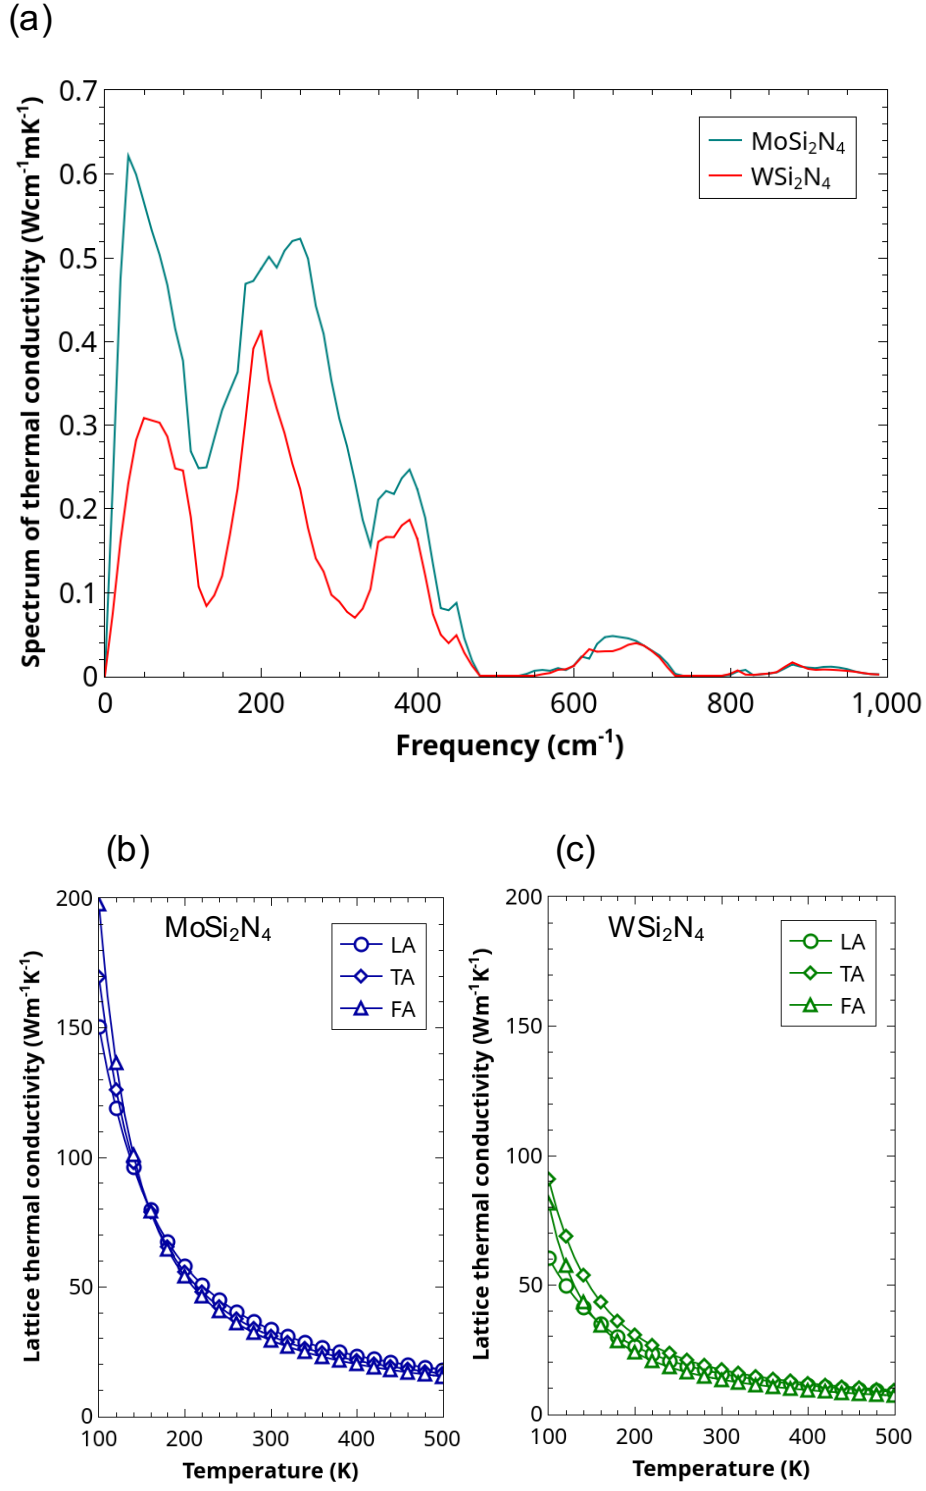 (a)
Spectrum of thermal conductivity (Wcm⁻¹mK⁻¹)
0.7
0.6
0.5
0.4
0.3
0.2
0.1
0
MoSi₂N₄
WSi₂N₄
0 200 400 600 800 1,000
Frequency (cm⁻¹)
(b)
Lattice thermal conductivity (Wm⁻¹K⁻¹)
200
150
100
50
0
MoSi₂N₄
LA
TA
FA
100 200 300 400 500
Temperature (K)
(c)
Lattice thermal conductivity (Wm⁻¹K⁻¹)
200
150
100
50
0
WSi₂N₄
LA
TA
FA
100 200 300 400 500
Temperature (K)